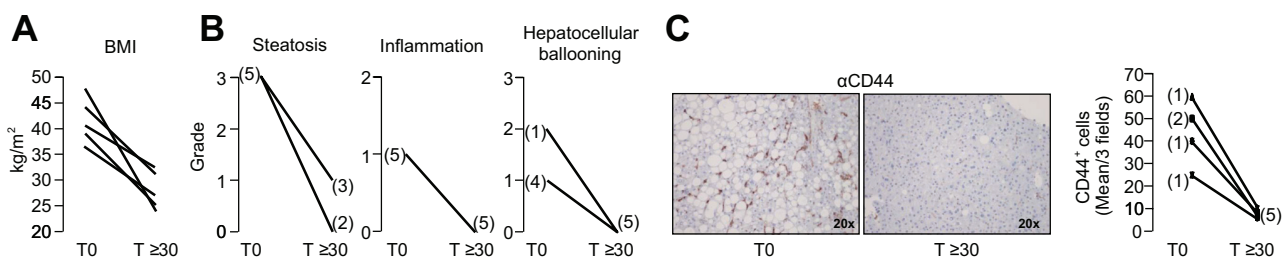 A
BMI
kg/m²
50
45
40
35
30
25
20
T0
T ≥30
B
Steatosis
Grade
3
2
1
0
(5)
(3)
(2)
T0
T ≥30
Inflammation
2
1
0
(5)
(5)
T0
T ≥30
Hepatocellular
ballooning
3
2
1
0
(1)
(4)
(5)
T0
T ≥30
C
αCD44
20x
20x
T0
T ≥30
CD44⁺ cells
(Mean/3 fields)
70
60
50
40
30
20
10
0
(1)
(2)
(1)
(1)
(5)
T0
T ≥30